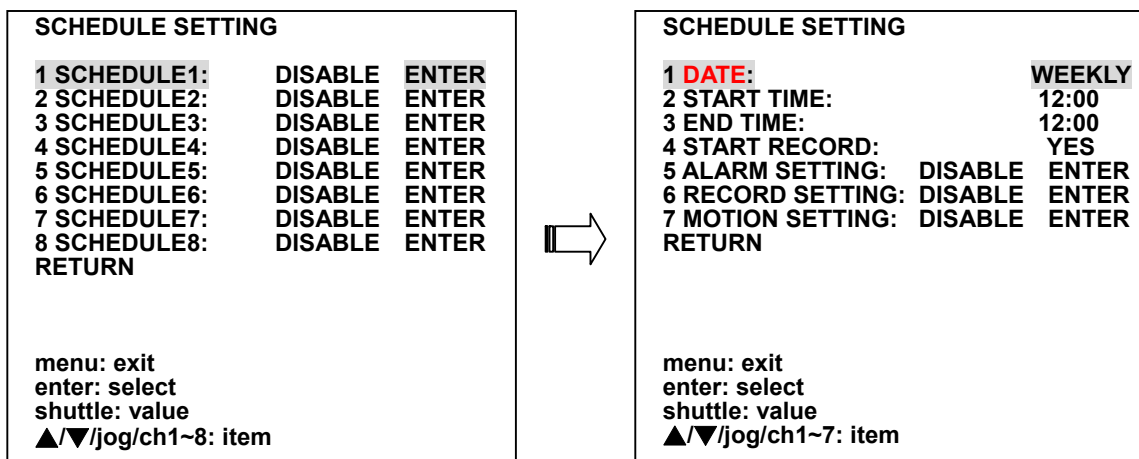 SCHEDULE SETTING
1 SCHEDULE1: DISABLE ENTER
2 SCHEDULE2: DISABLE ENTER
3 SCHEDULE3: DISABLE ENTER
4 SCHEDULE4: DISABLE ENTER
5 SCHEDULE5: DISABLE ENTER
6 SCHEDULE6: DISABLE ENTER
7 SCHEDULE7: DISABLE ENTER
8 SCHEDULE8: DISABLE ENTER
RETURN
menu: exit
enter: select
shuttle: value
▲/▼/jog/ch1~8: item
SCHEDULE SETTING
1 DATE: WEEKLY
2 START TIME: 12:00
3 END TIME: 12:00
4 START RECORD: YES
5 ALARM SETTING: DISABLE ENTER
6 RECORD SETTING: DISABLE ENTER
7 MOTION SETTING: DISABLE ENTER
RETURN
menu: exit
enter: select
shuttle: value
▲/▼/jog/ch1~7: item